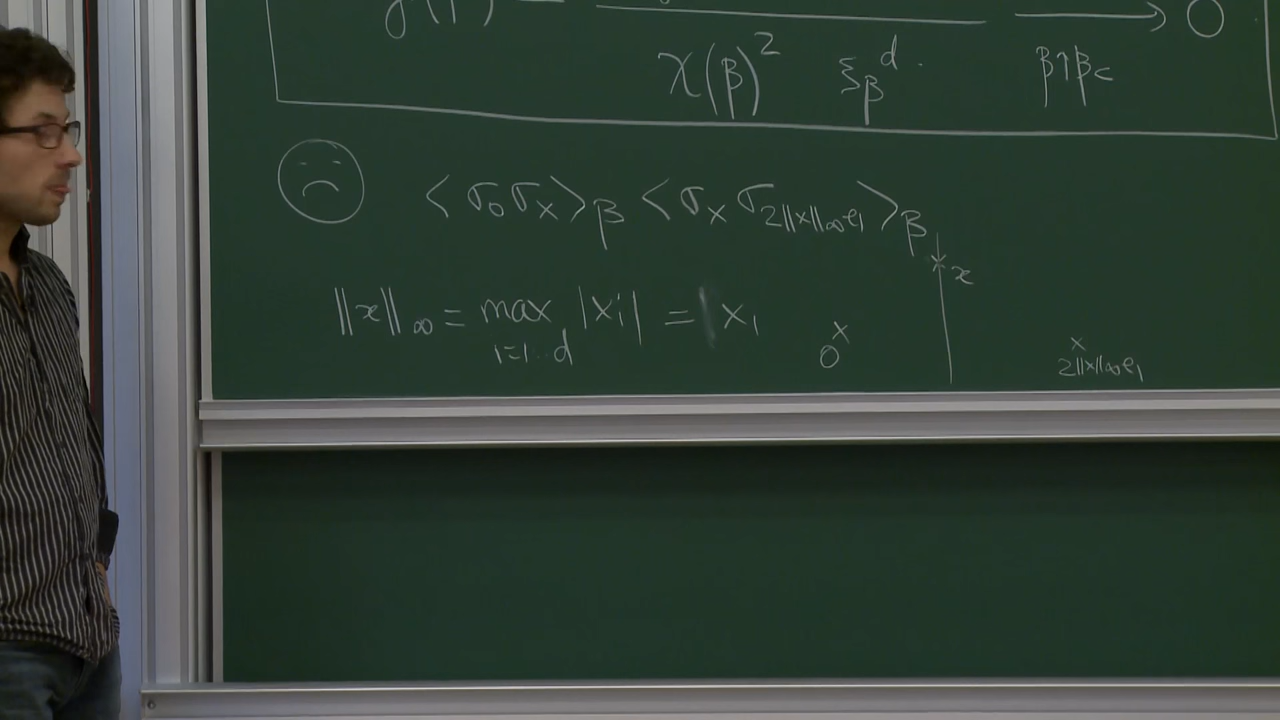 → 0
χ(β)² ξ_β^d . β↑β_c
<σ_0 σ_x>_β <σ_x σ_{2||x||_∞ e_1}>_β
x
||x||_∞ = max_{i=1...d} |x_i| = |x_1
0 x
x 2||x||_∞ e_1